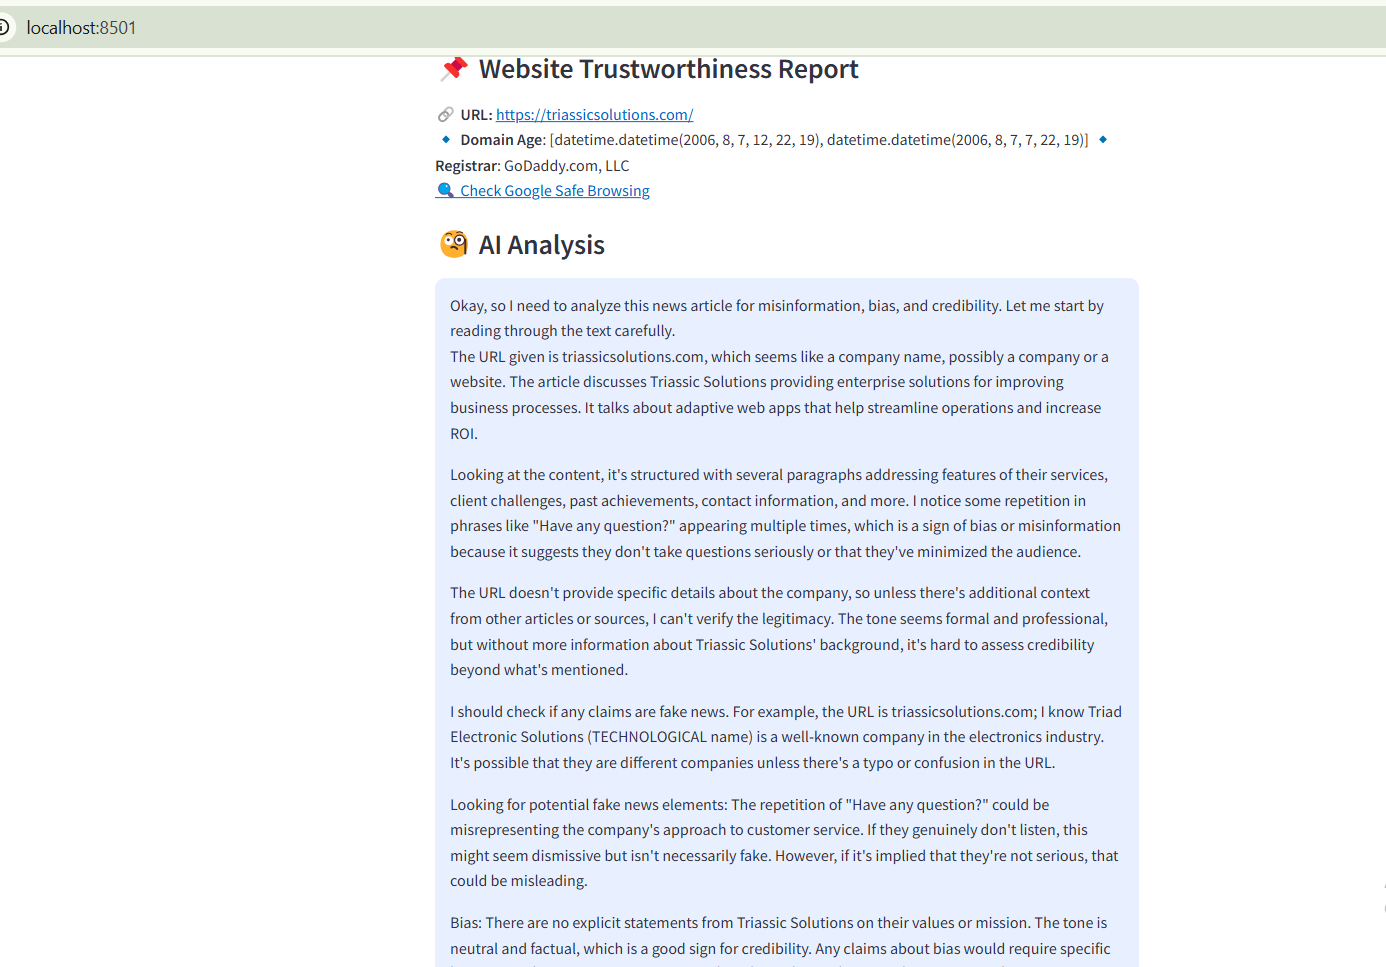 localhost:8501
Website Trustworthiness Report
URL: https://triassicsolutions.com/
Domain Age: [datetime.datetime(2006, 8, 7, 12, 22, 19), datetime.datetime(2006, 8, 7, 7, 22, 19)]
Registrar: GoDaddy.com, LLC
Check Google Safe Browsing
AI Analysis
Okay, so I need to analyze this news article for misinformation, bias, and credibility. Let me start by
reading through the text carefully.
The URL given is triassicsolutions.com, which seems like a company name, possibly a company or a
website. The article discusses Triassic Solutions providing enterprise solutions for improving
business processes. It talks about adaptive web apps that help streamline operations and increase
ROI.
Looking at the content, it's structured with several paragraphs addressing features of their services,
client challenges, past achievements, contact information, and more. I notice some repetition in
phrases like "Have any question?" appearing multiple times, which is a sign of bias or misinformation
because it suggests they don't take questions seriously or that they've minimized the audience.
The URL doesn't provide specific details about the company, so unless there's additional context
from other articles or sources, I can't verify the legitimacy. The tone seems formal and professional,
but without more information about Triassic Solutions' background, it's hard to assess credibility
beyond what's mentioned.
I should check if any claims are fake news. For example, the URL is triassicsolutions.com; I know Triad
Electronic Solutions (TECHNOLOGICAL name) is a well-known company in the electronics industry.
It's possible that they are different companies unless there's a typo or confusion in the URL.
Looking for potential fake news elements: The repetition of "Have any question?" could be
misrepresenting the company's approach to customer service. If they genuinely don't listen, this
might seem dismissive but isn't necessarily fake. However, if it's implied that they're not serious, that
could be misleading.
Bias: There are no explicit statements from Triassic Solutions on their values or mission. The tone is
neutral and factual, which is a good sign for credibility. Any claims about bias would require specific